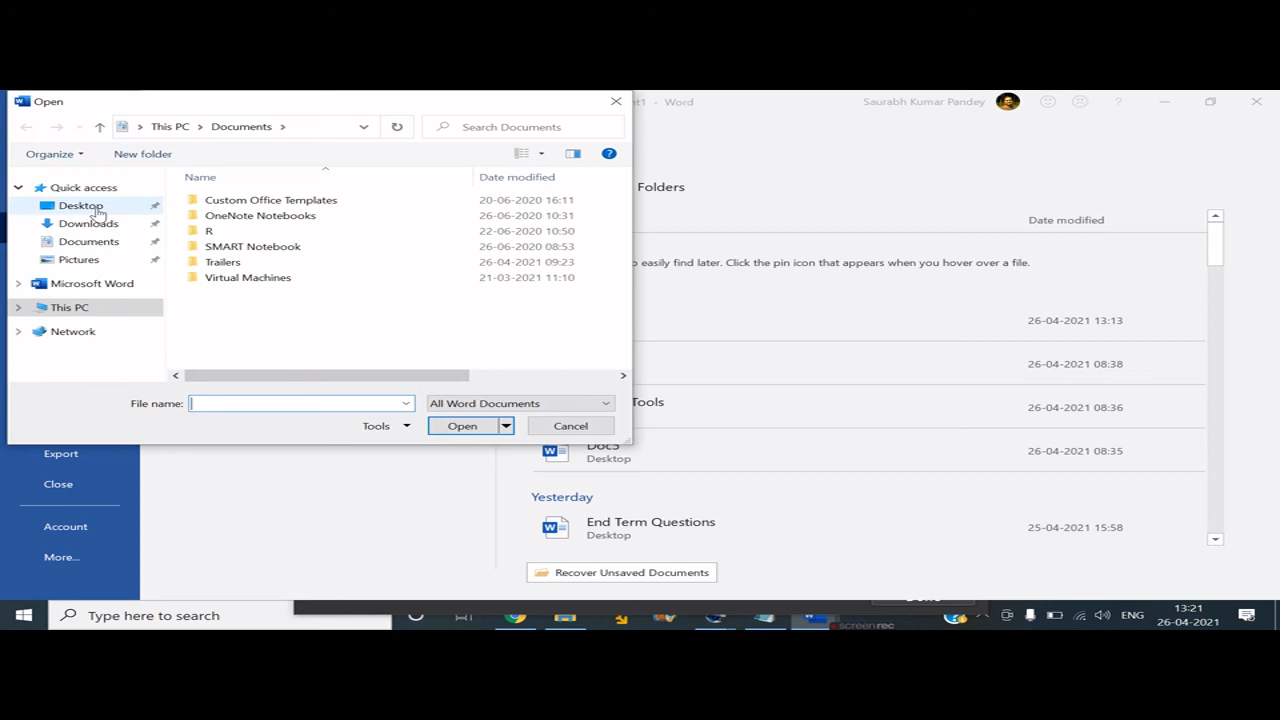 Open
nt1 - Word
Saurabh Kumar Pandey
?
This PC > Documents >
Search Documents
Organize
New folder
?
Name
Date modified
Quick access
Desktop
Downloads
Documents
Pictures
Microsoft Word
This PC
Network
Custom Office Templates 20-06-2020 16:11
OneNote Notebooks 26-06-2020 10:31
R 22-06-2020 10:50
SMART Notebook 26-06-2020 08:53
Trailers 26-04-2021 09:23
Virtual Machines 21-03-2021 11:10
File name:
All Word Documents
Tools
Open
Cancel
Folders
Date modified
o easily find later. Click the pin icon that appears when you hover over a file.
26-04-2021 13:13
26-04-2021 08:38
Tools
26-04-2021 08:36
Desktop
26-04-2021 08:35
Yesterday
End Term Questions
Desktop
25-04-2021 15:58
Recover Unsaved Documents
Export
Close
Account
More...
Type here to search
screenrec
ENG
13:21
26-04-2021